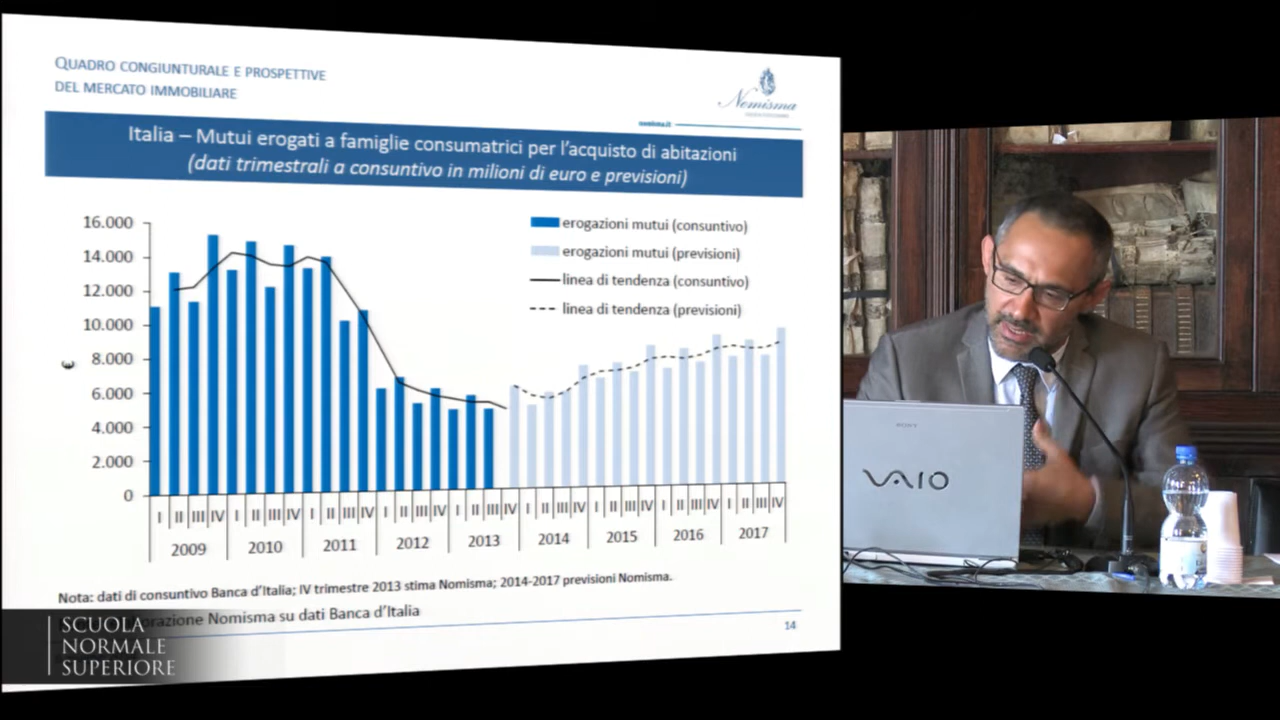 QUADRO CONGIUNTURALE E PROSPETTIVE
DEL MERCATO IMMOBILIARE
Nomisma
nomisma.it
Italia – Mutui erogati a famiglie consumatrici per l'acquisto di abitazioni
(dati trimestrali a consuntivo in milioni di euro e previsioni)
16.000
14.000
12.000
10.000
8.000
6.000
4.000
2.000
0
€
erogazioni mutui (consuntivo)
erogazioni mutui (previsioni)
linea di tendenza (consuntivo)
linea di tendenza (previsioni)
I II III IV I II III IV I II III IV I II III IV I II III IV I II III IV I II III IV I II III IV I II III IV
2009 2010 2011 2012 2013 2014 2015 2016 2017
Nota: dati di consuntivo Banca d'Italia; IV trimestre 2013 stima Nomisma; 2014-2017 previsioni Nomisma.
Nomisma su dati Banca d'Italia
14
SCUOLA
NORMALE
SUPERIORE
SONY
VAIO